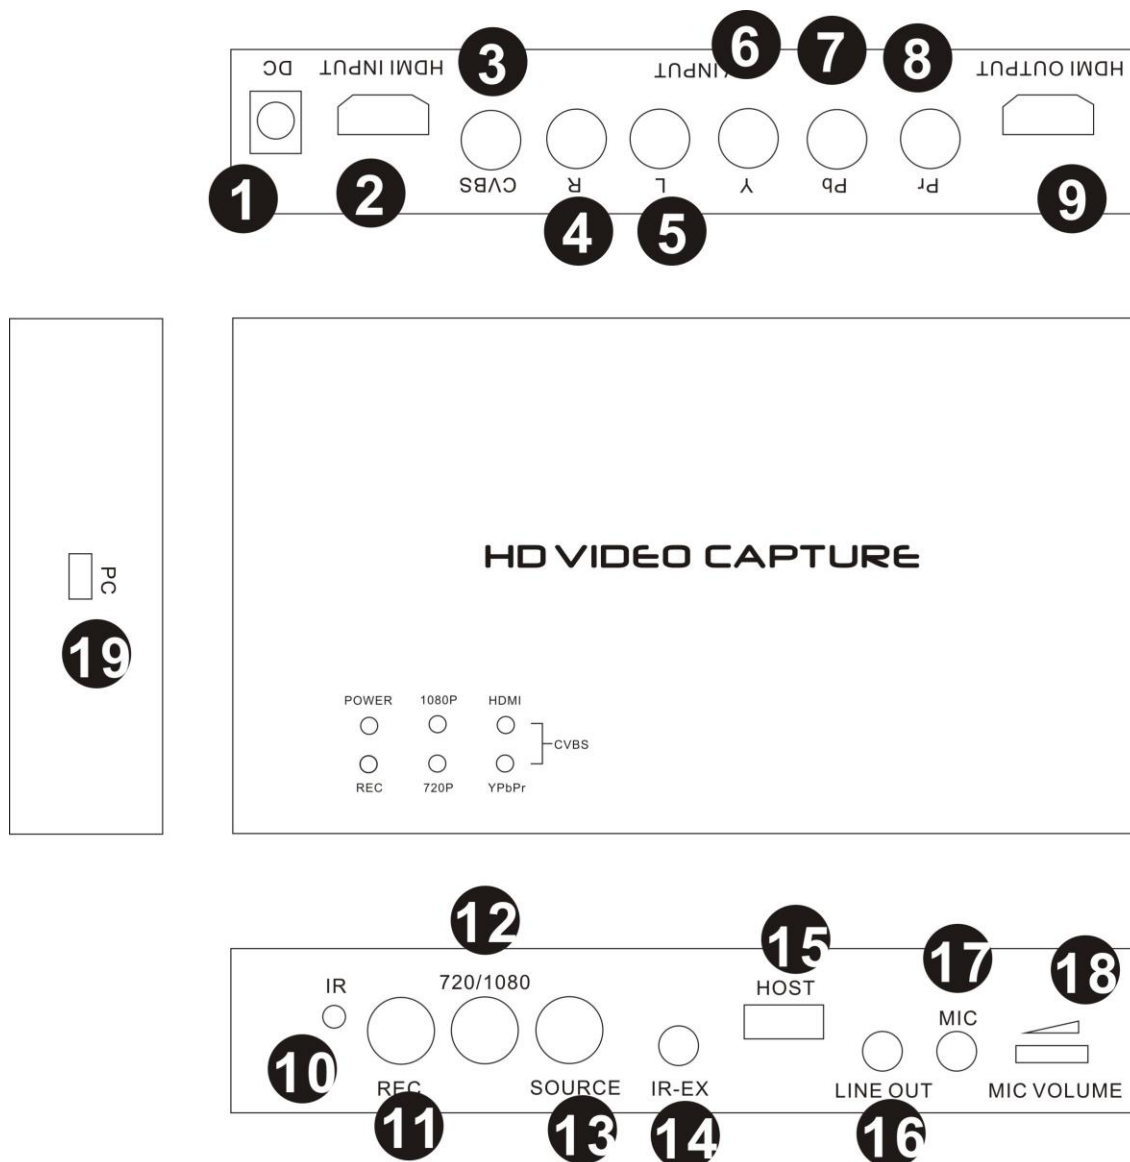 6 7 8
3
DC HDMI INPUT INPUT HDMI OUTPUT
CVBS R L Y Pb Pr
1 2 9
4 5
HD VIDEO CAPTURE
PC
19
POWER 1080P HDMI
CVBS
REC 720P YPbPr
12
15 17 18
IR 720/1080 HOST
MIC
10
REC SOURCE IR-EX LINE OUT MIC VOLUME
11 13 14 16